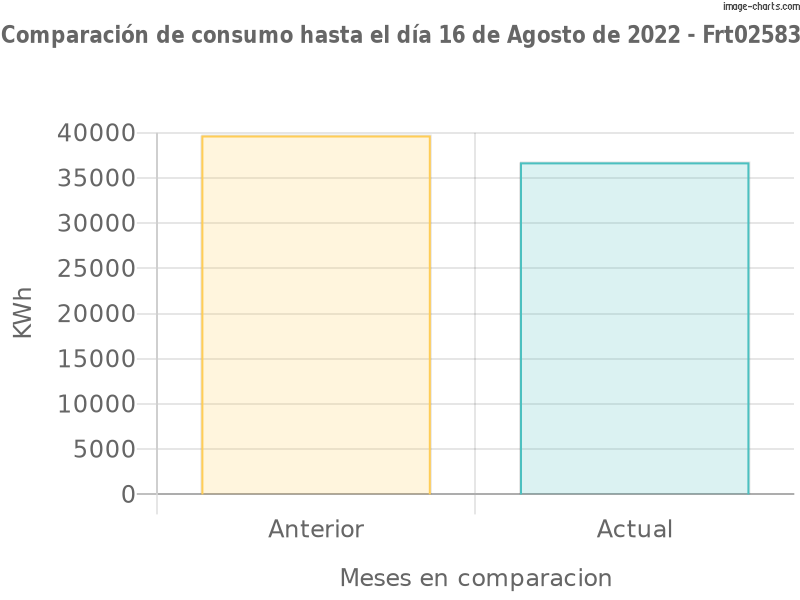 image-charts.com
Comparación de consumo hasta el día 16 de Agosto de 2022 - Frt02583
40000
35000
30000
25000
20000
15000
10000
5000
0
KWh
Anterior Actual
Meses en comparacion